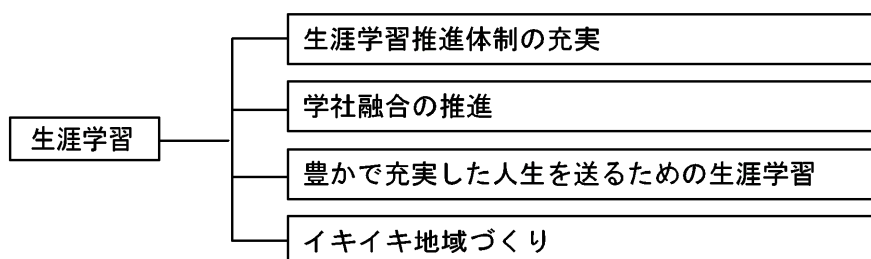 生涯学習推進体制の充実
学社融合の推進
生涯学習
豊かで充実した人生を送るための生涯学習
イキイキ地域づくり